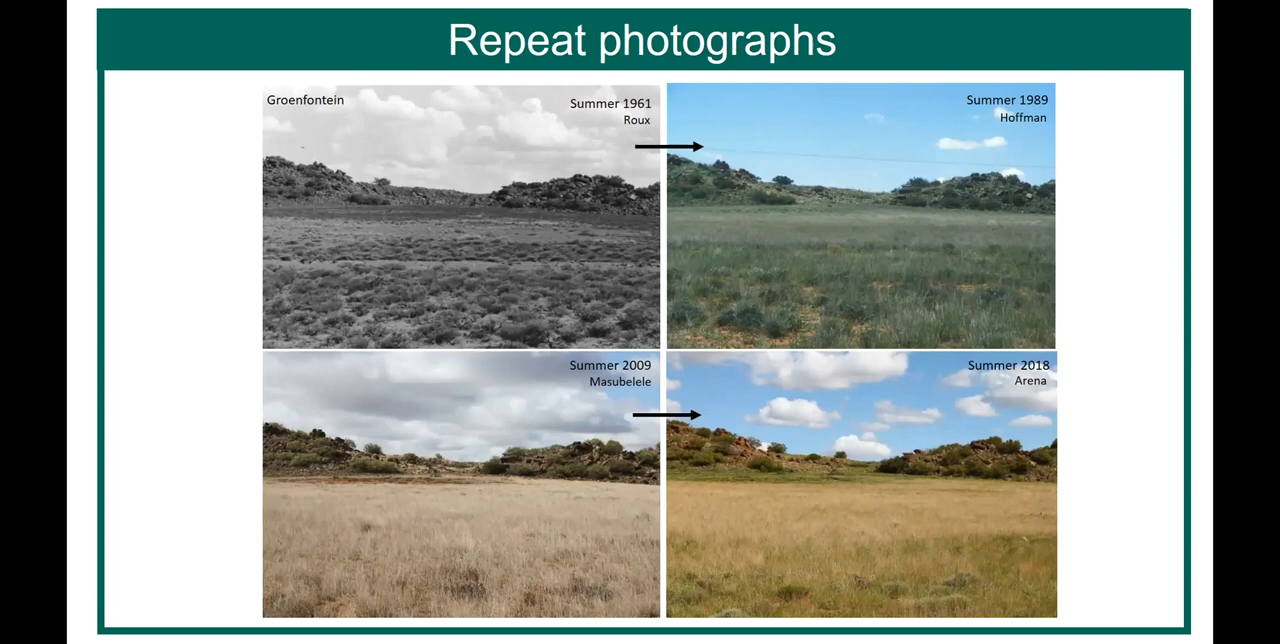 Repeat photographs
Groenfontein
Summer 1961
Roux
Summer 1989
Hoffman
Summer 2009
Masubelele
Summer 2018
Arena